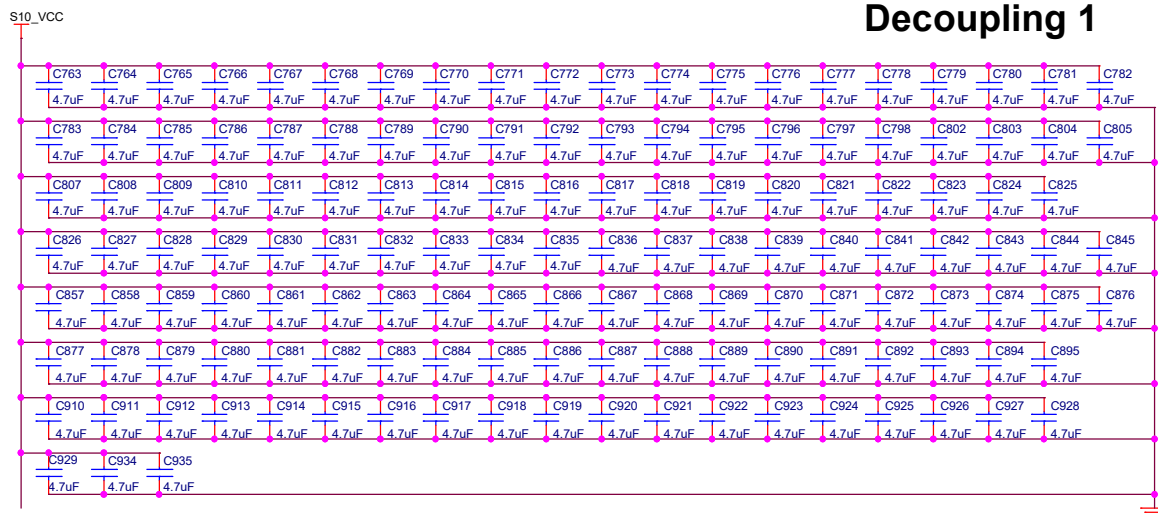 S10_VCC
Decoupling 1
C763 C764 C765 C766 C767 C768 C769 C770 C771 C772 C773 C774 C775 C776 C777 C778 C779 C780 C781 C782
4.7uF 4.7uF 4.7uF 4.7uF 4.7uF 4.7uF 4.7uF 4.7uF 4.7uF 4.7uF 4.7uF 4.7uF 4.7uF 4.7uF 4.7uF 4.7uF 4.7uF 4.7uF 4.7uF 4.7uF
C783 C784 C785 C786 C787 C788 C789 C790 C791 C792 C793 C794 C795 C796 C797 C798 C802 C803 C804 C805
4.7uF 4.7uF 4.7uF 4.7uF 4.7uF 4.7uF 4.7uF 4.7uF 4.7uF 4.7uF 4.7uF 4.7uF 4.7uF 4.7uF 4.7uF 4.7uF 4.7uF 4.7uF 4.7uF 4.7uF
C807 C808 C809 C810 C811 C812 C813 C814 C815 C816 C817 C818 C819 C820 C821 C822 C823 C824 C825
4.7uF 4.7uF 4.7uF 4.7uF 4.7uF 4.7uF 4.7uF 4.7uF 4.7uF 4.7uF 4.7uF 4.7uF 4.7uF 4.7uF 4.7uF 4.7uF 4.7uF 4.7uF 4.7uF
C826 C827 C828 C829 C830 C831 C832 C833 C834 C835 C836 C837 C838 C839 C840 C841 C842 C843 C844 C845
4.7uF 4.7uF 4.7uF 4.7uF 4.7uF 4.7uF 4.7uF 4.7uF 4.7uF 4.7uF 4.7uF 4.7uF 4.7uF 4.7uF 4.7uF 4.7uF 4.7uF 4.7uF 4.7uF 4.7uF
C857 C858 C859 C860 C861 C862 C863 C864 C865 C866 C867 C868 C869 C870 C871 C872 C873 C874 C875 C876
4.7uF 4.7uF 4.7uF 4.7uF 4.7uF 4.7uF 4.7uF 4.7uF 4.7uF 4.7uF 4.7uF 4.7uF 4.7uF 4.7uF 4.7uF 4.7uF 4.7uF 4.7uF 4.7uF 4.7uF
C877 C878 C879 C880 C881 C882 C883 C884 C885 C886 C887 C888 C889 C890 C891 C892 C893 C894 C895
4.7uF 4.7uF 4.7uF 4.7uF 4.7uF 4.7uF 4.7uF 4.7uF 4.7uF 4.7uF 4.7uF 4.7uF 4.7uF 4.7uF 4.7uF 4.7uF 4.7uF 4.7uF 4.7uF
C910 C911 C912 C913 C914 C915 C916 C917 C918 C919 C920 C921 C922 C923 C924 C925 C926 C927 C928
4.7uF 4.7uF 4.7uF 4.7uF 4.7uF 4.7uF 4.7uF 4.7uF 4.7uF 4.7uF 4.7uF 4.7uF 4.7uF 4.7uF 4.7uF 4.7uF 4.7uF 4.7uF 4.7uF
C929 C934 C935
4.7uF 4.7uF 4.7uF